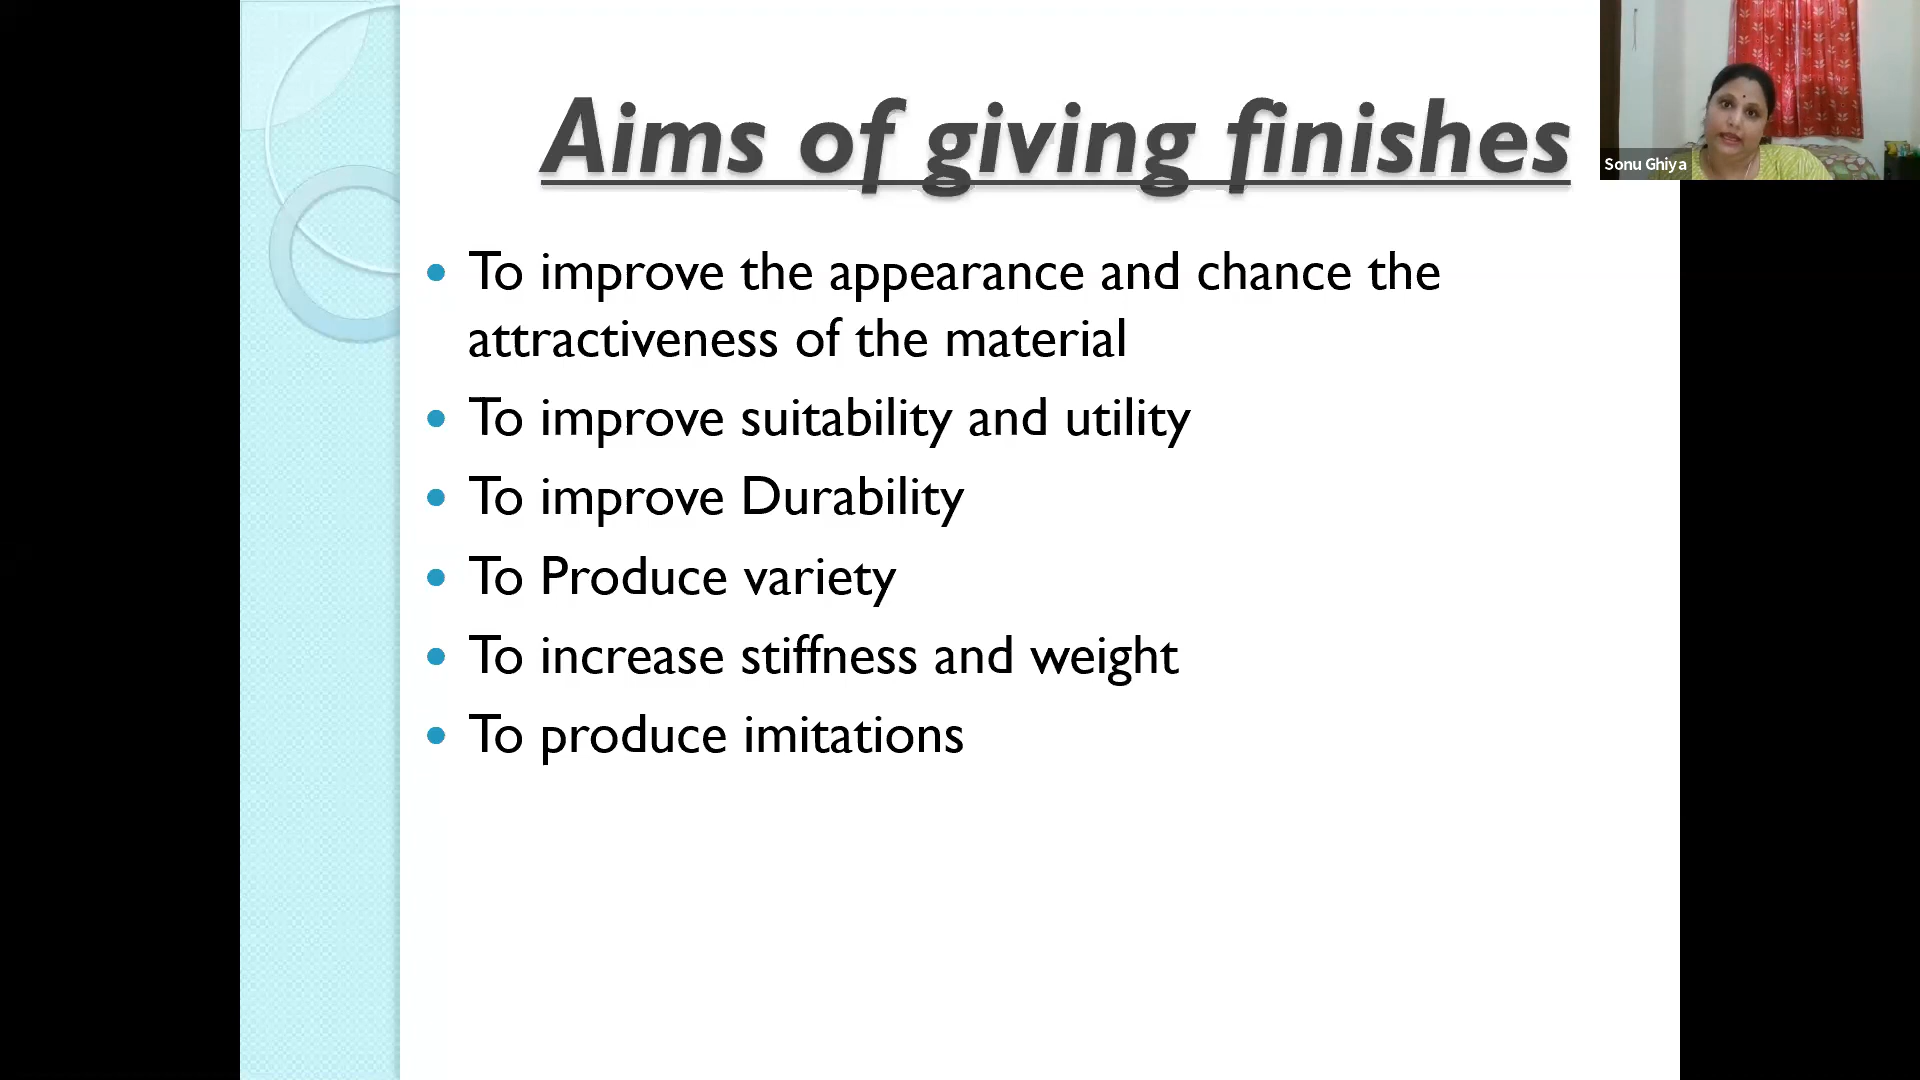 Aims of giving finishes
Sonu Ghiya
• To improve the appearance and chance the
attractiveness of the material
• To improve suitability and utility
• To improve Durability
• To Produce variety
• To increase stiffness and weight
• To produce imitations